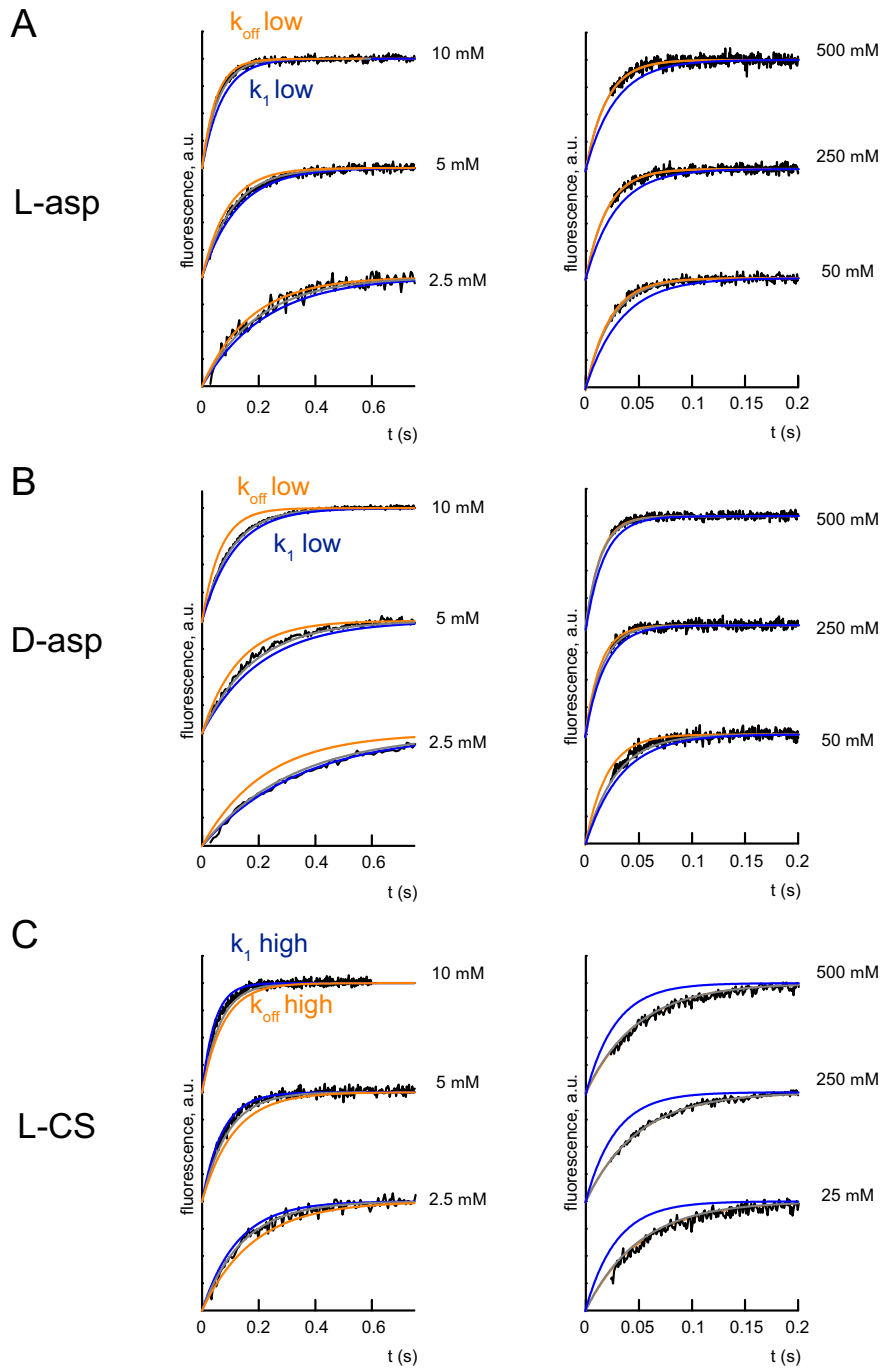 A
L-asp
fluorescence, a.u.
k_off low
k_1 low
10 mM
5 mM
2.5 mM
0 0.2 0.4 0.6
t (s)
fluorescence, a.u.
500 mM
250 mM
50 mM
0 0.05 0.1 0.15 0.2
t (s)
B
D-asp
fluorescence, a.u.
k_off low
k_1 low
10 mM
5 mM
2.5 mM
0 0.2 0.4 0.6
t (s)
fluorescence, a.u.
500 mM
250 mM
50 mM
0 0.05 0.1 0.15 0.2
t (s)
C
L-CS
fluorescence, a.u.
k_1 high
k_off high
10 mM
5 mM
2.5 mM
0 0.2 0.4 0.6
t (s)
fluorescence, a.u.
500 mM
250 mM
25 mM
0 0.05 0.1 0.15 0.2
t (s)